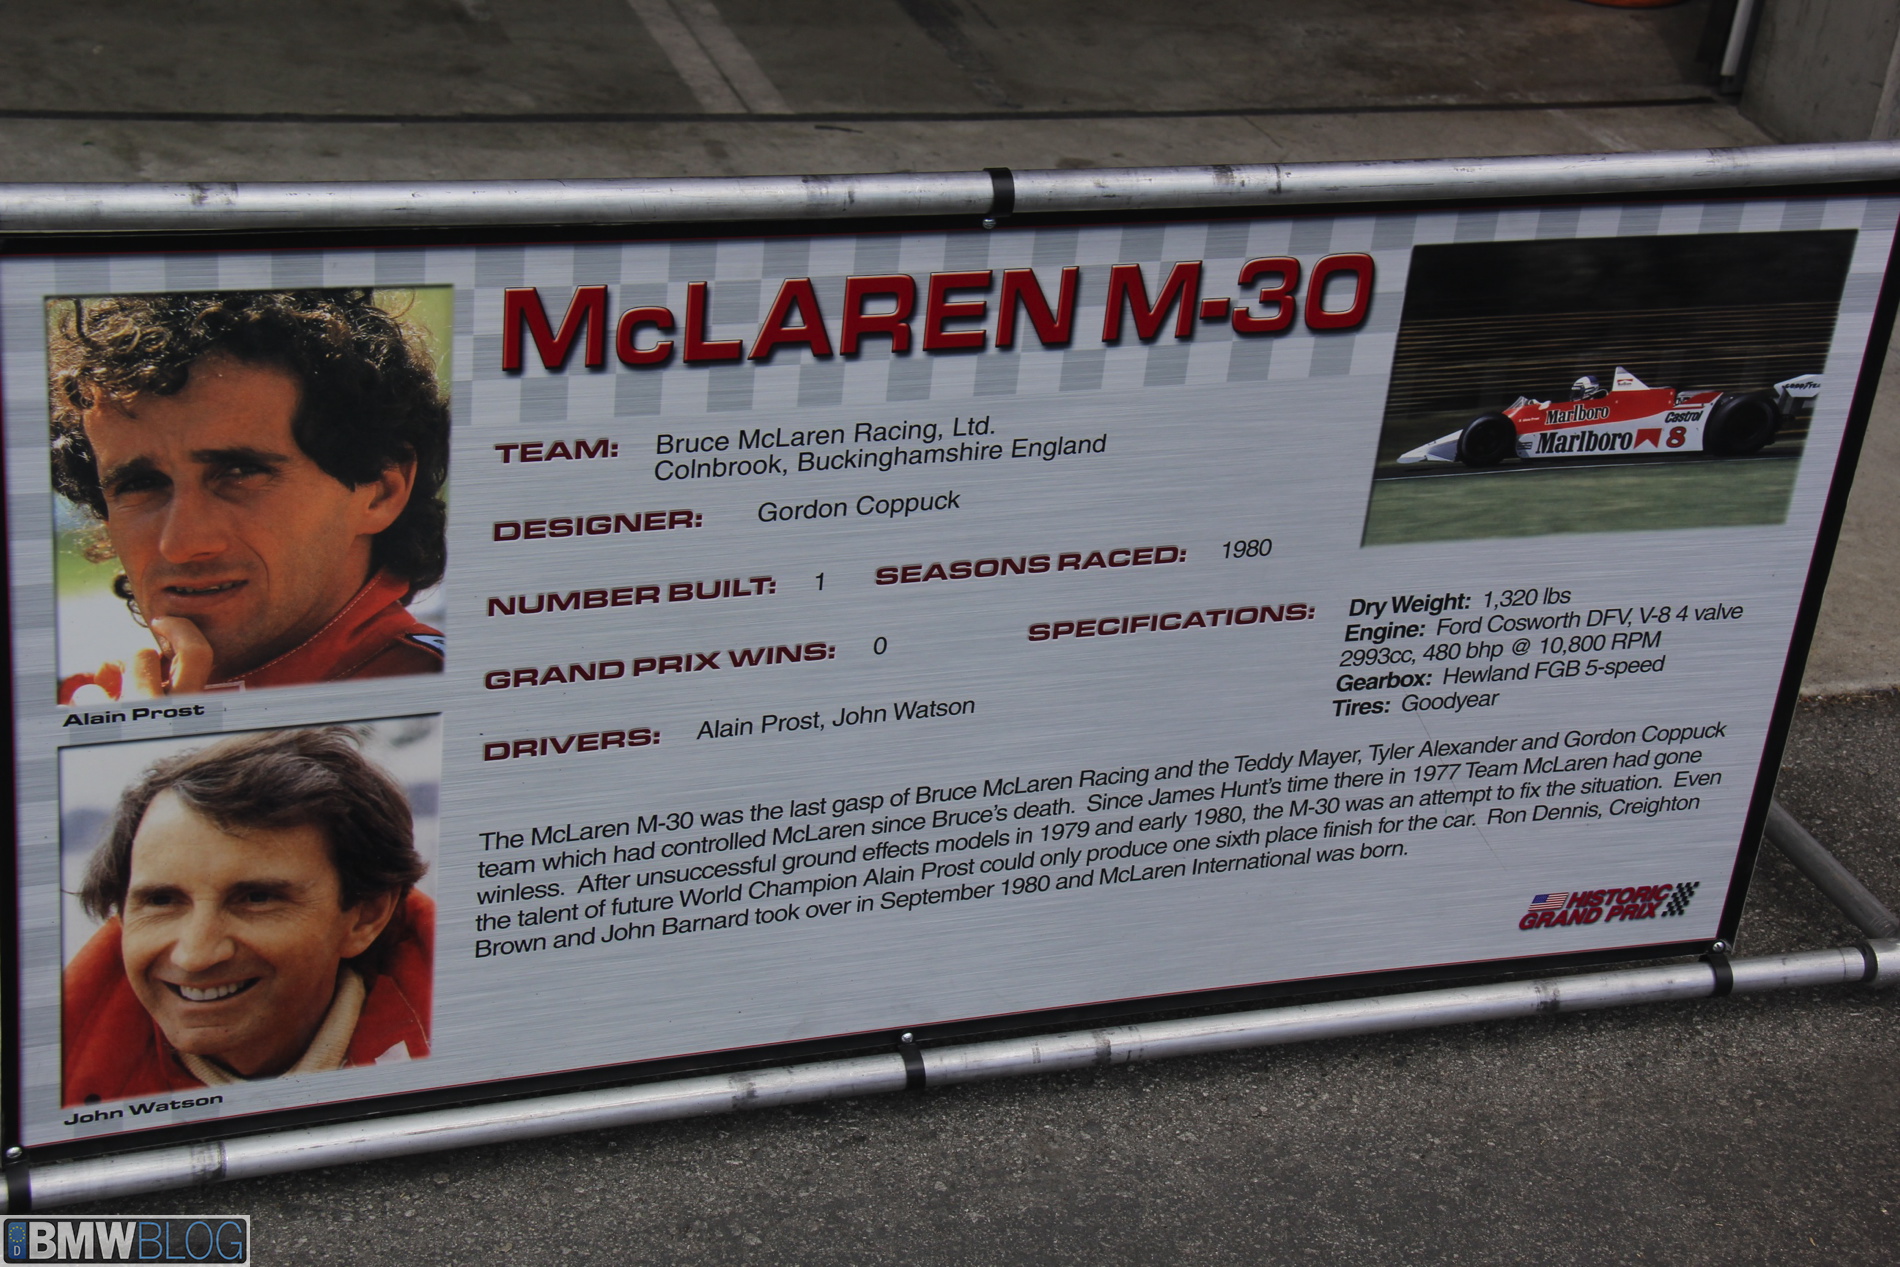 McLAREN M-30
TEAM: Bruce McLaren Racing, Ltd.
Colnbrook, Buckinghamshire England
DESIGNER: Gordon Coppuck
NUMBER BUILT: 1 SEASONS RACED: 1980
GRAND PRIX WINS: 0 SPECIFICATIONS:
Dry Weight: 1,320 lbs
Engine: Ford Cosworth DFV, V-8 4 valve
2993cc, 480 bhp @ 10,800 RPM
Gearbox: Hewland FGB 5-speed
Tires: Goodyear
DRIVERS: Alain Prost, John Watson
The McLaren M-30 was the last gasp of Bruce McLaren Racing and the Teddy Mayer, Tyler Alexander and Gordon Coppuck
team which had controlled McLaren since Bruce's death. Since James Hunt's time there in 1977 Team McLaren had gone
winless. After unsuccessful ground effects models in 1979 and early 1980, the M-30 was an attempt to fix the situation. Even
the talent of future World Champion Alain Prost could only produce one sixth place finish for the car. Ron Dennis, Creighton
Brown and John Barnard took over in September 1980 and McLaren International was born.
Alain Prost
John Watson
Marlboro
Castrol
Marlboro 8
HISTORIC
GRAND PRIX
D BMWBLOG